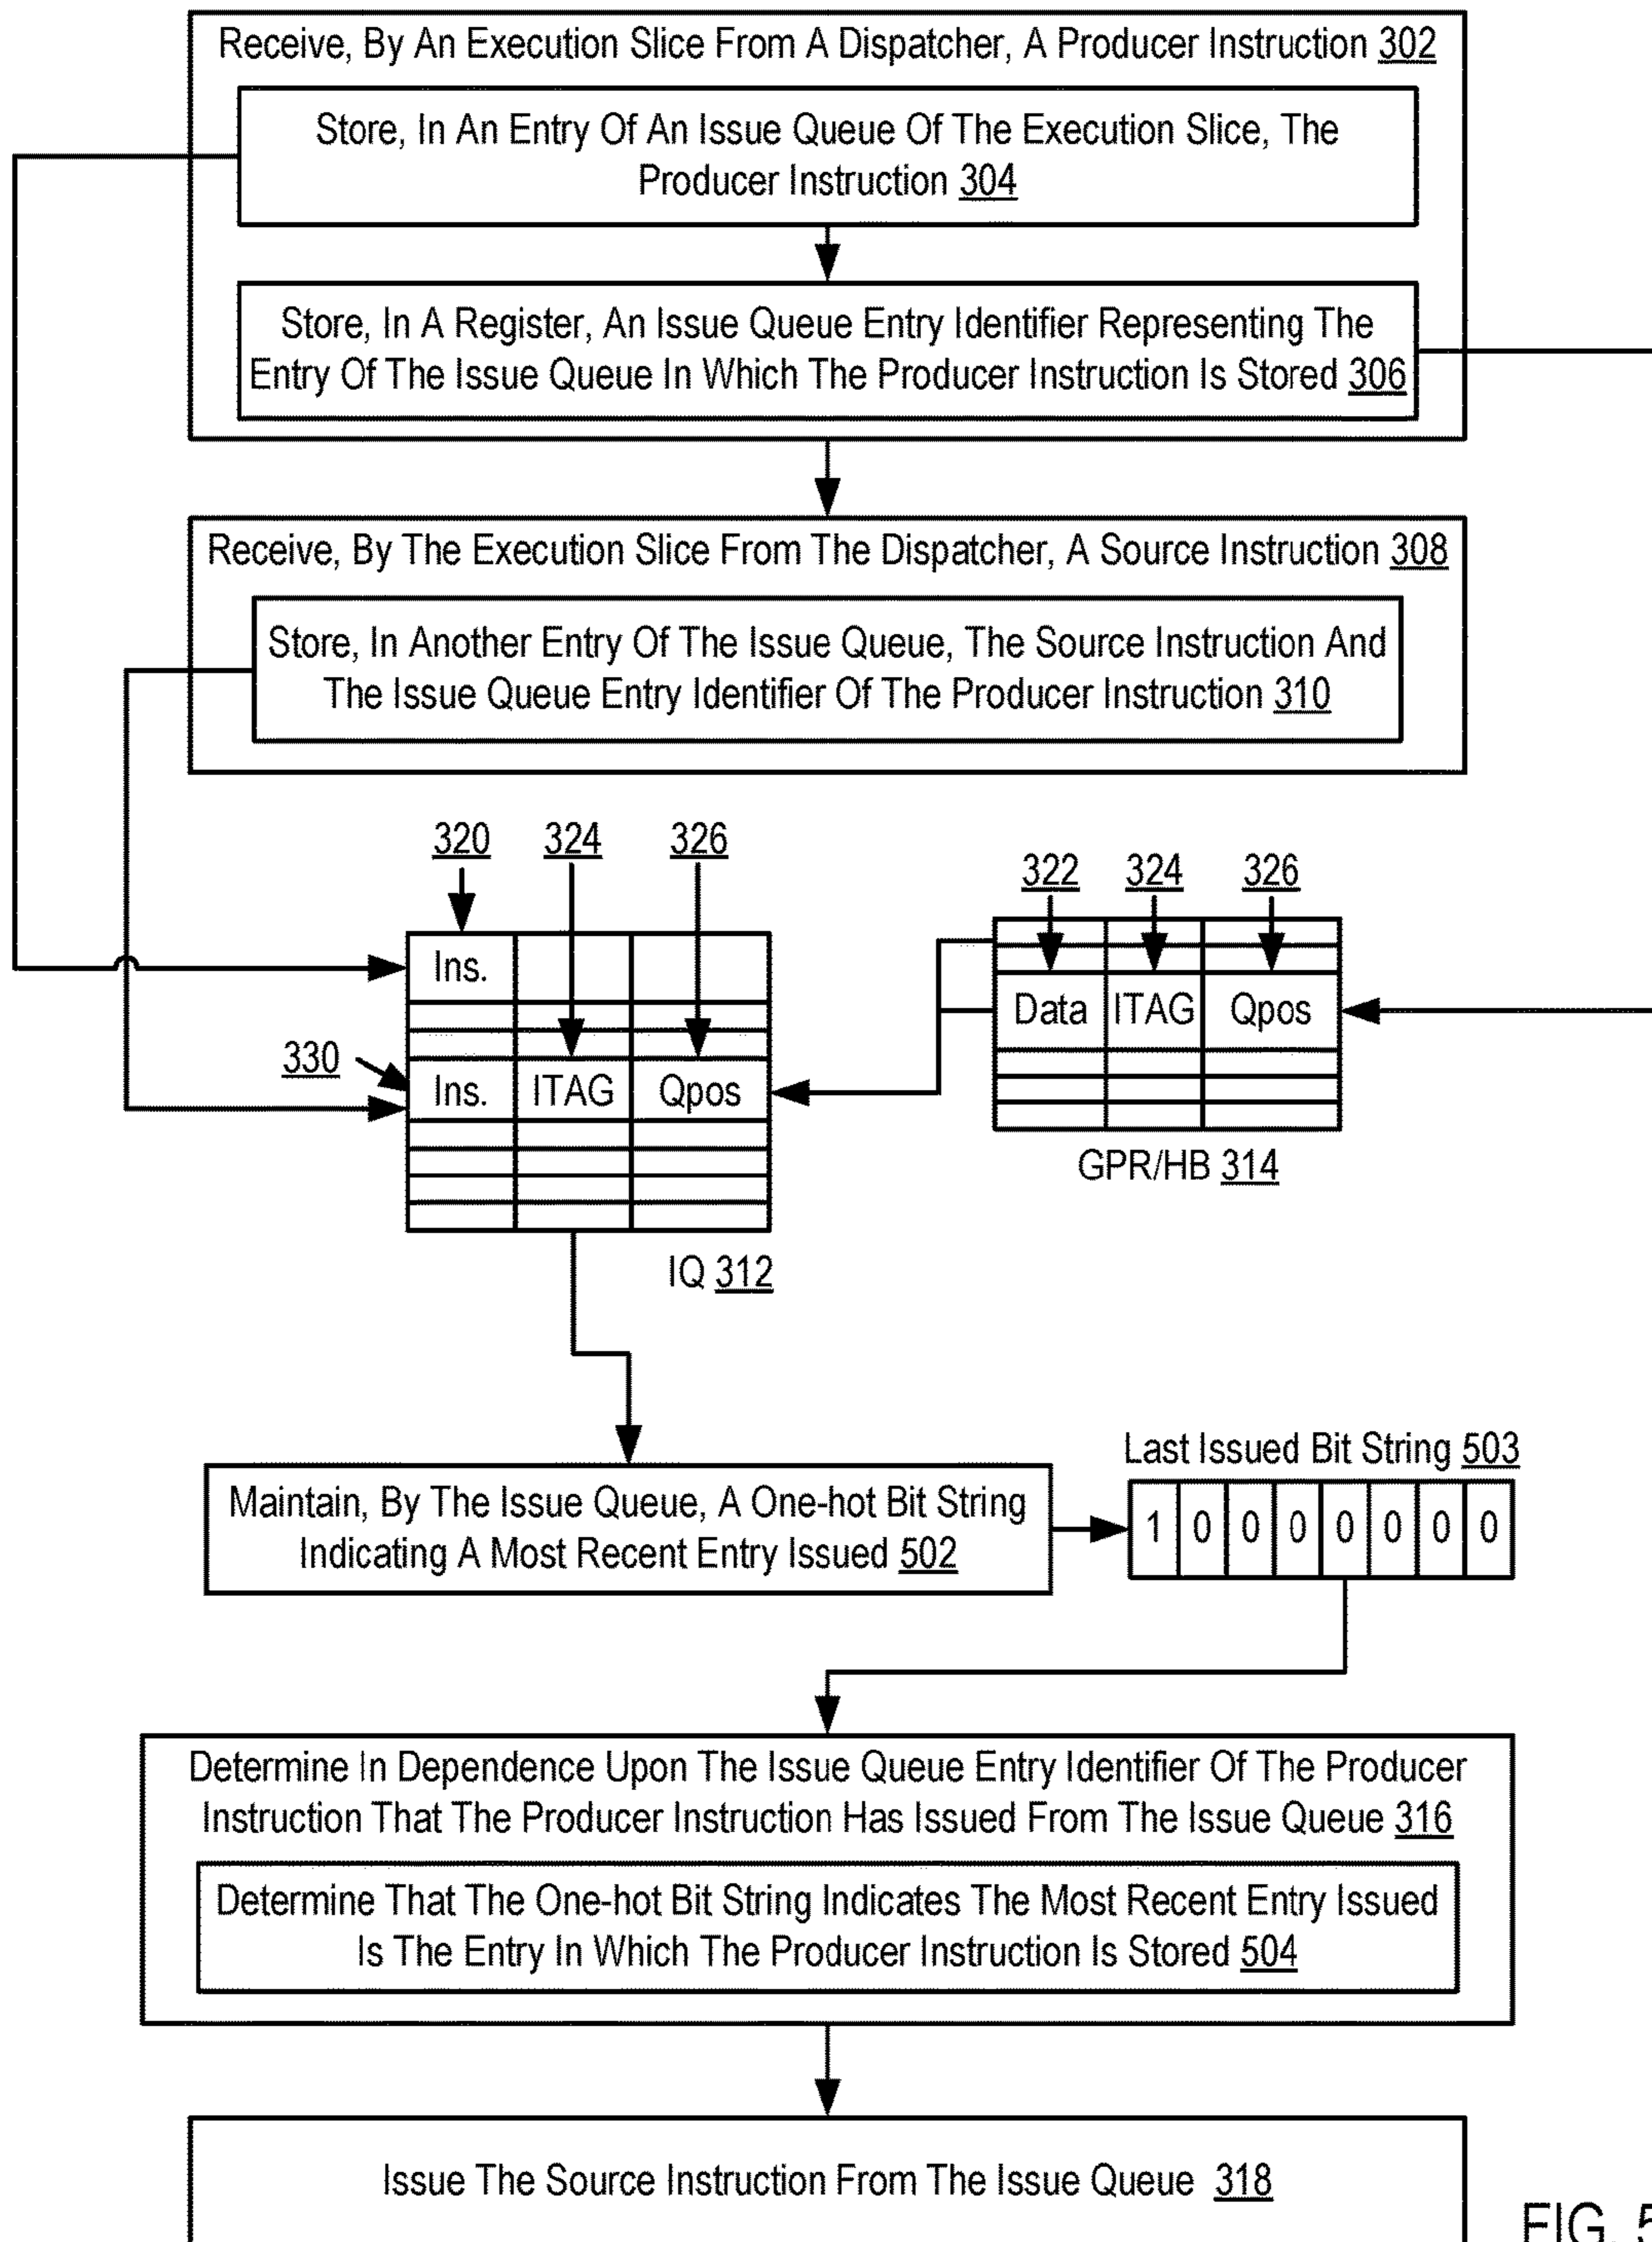 Receive, By An Execution Slice From A Dispatcher, A Producer Instruction 302
Store, In An Entry Of An Issue Queue Of The Execution Slice, The
Producer Instruction 304
Store, In A Register, An Issue Queue Entry Identifier Representing The
Entry Of The Issue Queue In Which The Producer Instruction Is Stored 306
Receive, By The Execution Slice From The Dispatcher, A Source Instruction 308
Store, In Another Entry Of The Issue Queue, The Source Instruction And
The Issue Queue Entry Identifier Of The Producer Instruction 310
320 324 326
322 324 326
Ins.
Data ITAG Qpos
330
Ins. ITAG Qpos
GPR/HB 314
IQ 312
Last Issued Bit String 503
Maintain, By The Issue Queue, A One-hot Bit String
Indicating A Most Recent Entry Issued 502
1 0 0 0 0 0 0 0
Determine In Dependence Upon The Issue Queue Entry Identifier Of The Producer
Instruction That The Producer Instruction Has Issued From The Issue Queue 316
Determine That The One-hot Bit String Indicates The Most Recent Entry Issued
Is The Entry In Which The Producer Instruction Is Stored 504
Issue The Source Instruction From The Issue Queue 318
FIG. 5